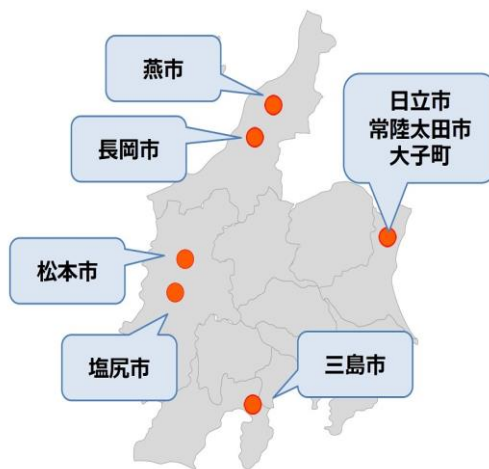 燕市
長岡市
日立市
常陸太田市
大子町
松本市
塩尻市
三島市